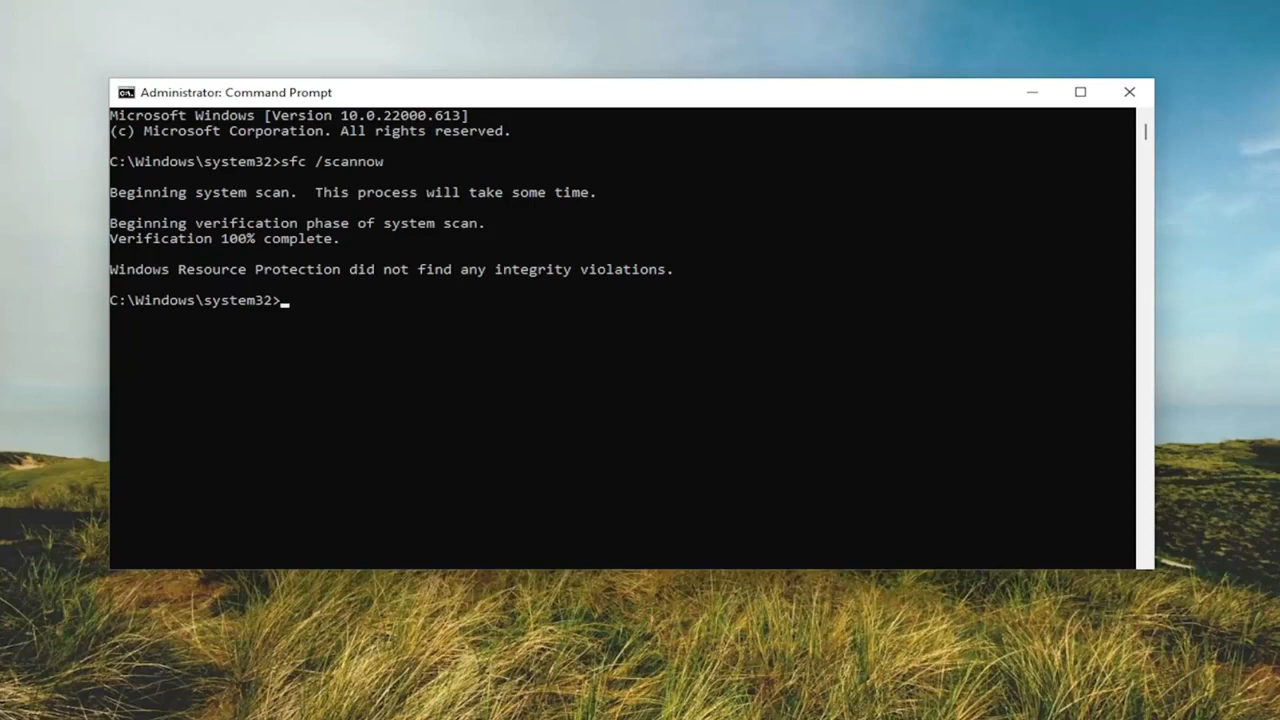 Administrator: Command Prompt
Microsoft Windows [Version 10.0.22000.613]
(c) Microsoft Corporation. All rights reserved.
C:\Windows\system32>sfc /scannow
Beginning system scan.  This process will take some time.
Beginning verification phase of system scan.
Verification 100% complete.
Windows Resource Protection did not find any integrity violations.
C:\Windows\system32>